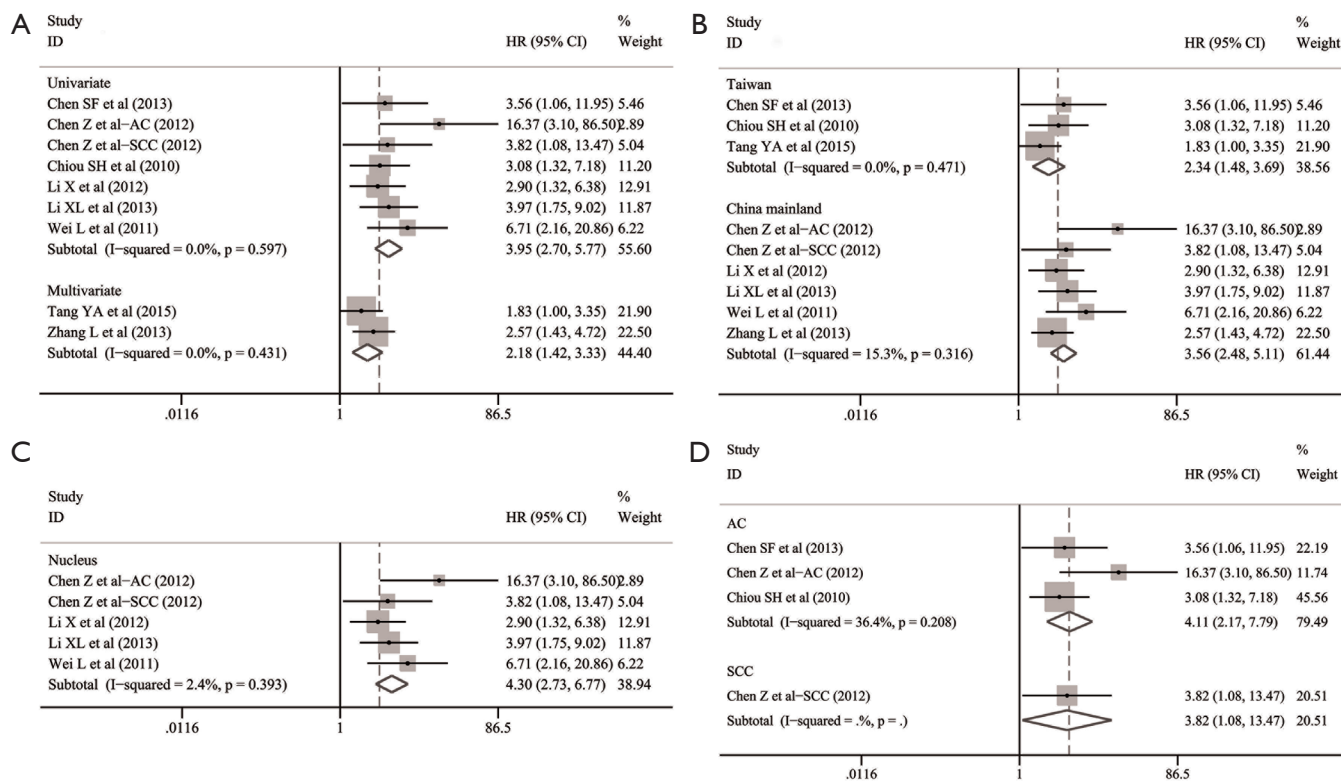 A
Study %
ID HR (95% CI) Weight
Univariate
Chen SF et al (2013) 3.56 (1.06, 11.95) 5.46
Chen Z et al−AC (2012) 16.37 (3.10, 86.50) 2.89
Chen Z et al−SCC (2012) 3.82 (1.08, 13.47) 5.04
Chiou SH et al (2010) 3.08 (1.32, 7.18) 11.20
Li X et al (2012) 2.90 (1.32, 6.38) 12.91
Li XL et al (2013) 3.97 (1.75, 9.02) 11.87
Wei L et al (2011) 6.71 (2.16, 20.86) 6.22
Subtotal (I−squared = 0.0%, p = 0.597) 3.95 (2.70, 5.77) 55.60
Multivariate
Tang YA et al (2015) 1.83 (1.00, 3.35) 21.90
Zhang L et al (2013) 2.57 (1.43, 4.72) 22.50
Subtotal (I−squared = 0.0%, p = 0.431) 2.18 (1.42, 3.33) 44.40
.0116 1 86.5
B
Study %
ID HR (95% CI) Weight
Taiwan
Chen SF et al (2013) 3.56 (1.06, 11.95) 5.46
Chiou SH et al (2010) 3.08 (1.32, 7.18) 11.20
Tang YA et al (2015) 1.83 (1.00, 3.35) 21.90
Subtotal (I−squared = 0.0%, p = 0.471) 2.34 (1.48, 3.69) 38.56
China mainland
Chen Z et al−AC (2012) 16.37 (3.10, 86.50) 2.89
Chen Z et al−SCC (2012) 3.82 (1.08, 13.47) 5.04
Li X et al (2012) 2.90 (1.32, 6.38) 12.91
Li XL et al (2013) 3.97 (1.75, 9.02) 11.87
Wei L et al (2011) 6.71 (2.16, 20.86) 6.22
Zhang L et al (2013) 2.57 (1.43, 4.72) 22.50
Subtotal (I−squared = 15.3%, p = 0.316) 3.56 (2.48, 5.11) 61.44
.0116 1 86.5
C
Study %
ID HR (95% CI) Weight
Nucleus
Chen Z et al−AC (2012) 16.37 (3.10, 86.50) 2.89
Chen Z et al−SCC (2012) 3.82 (1.08, 13.47) 5.04
Li X et al (2012) 2.90 (1.32, 6.38) 12.91
Li XL et al (2013) 3.97 (1.75, 9.02) 11.87
Wei L et al (2011) 6.71 (2.16, 20.86) 6.22
Subtotal (I−squared = 2.4%, p = 0.393) 4.30 (2.73, 6.77) 38.94
.0116 1 86.5
D
Study %
ID HR (95% CI) Weight
AC
Chen SF et al (2013) 3.56 (1.06, 11.95) 22.19
Chen Z et al−AC (2012) 16.37 (3.10, 86.50) 11.74
Chiou SH et al (2010) 3.08 (1.32, 7.18) 45.56
Subtotal (I−squared = 36.4%, p = 0.208) 4.11 (2.17, 7.79) 79.49
SCC
Chen Z et al−SCC (2012) 3.82 (1.08, 13.47) 20.51
Subtotal (I−squared = .%, p = .) 3.82 (1.08, 13.47) 20.51
.0116 1 86.5